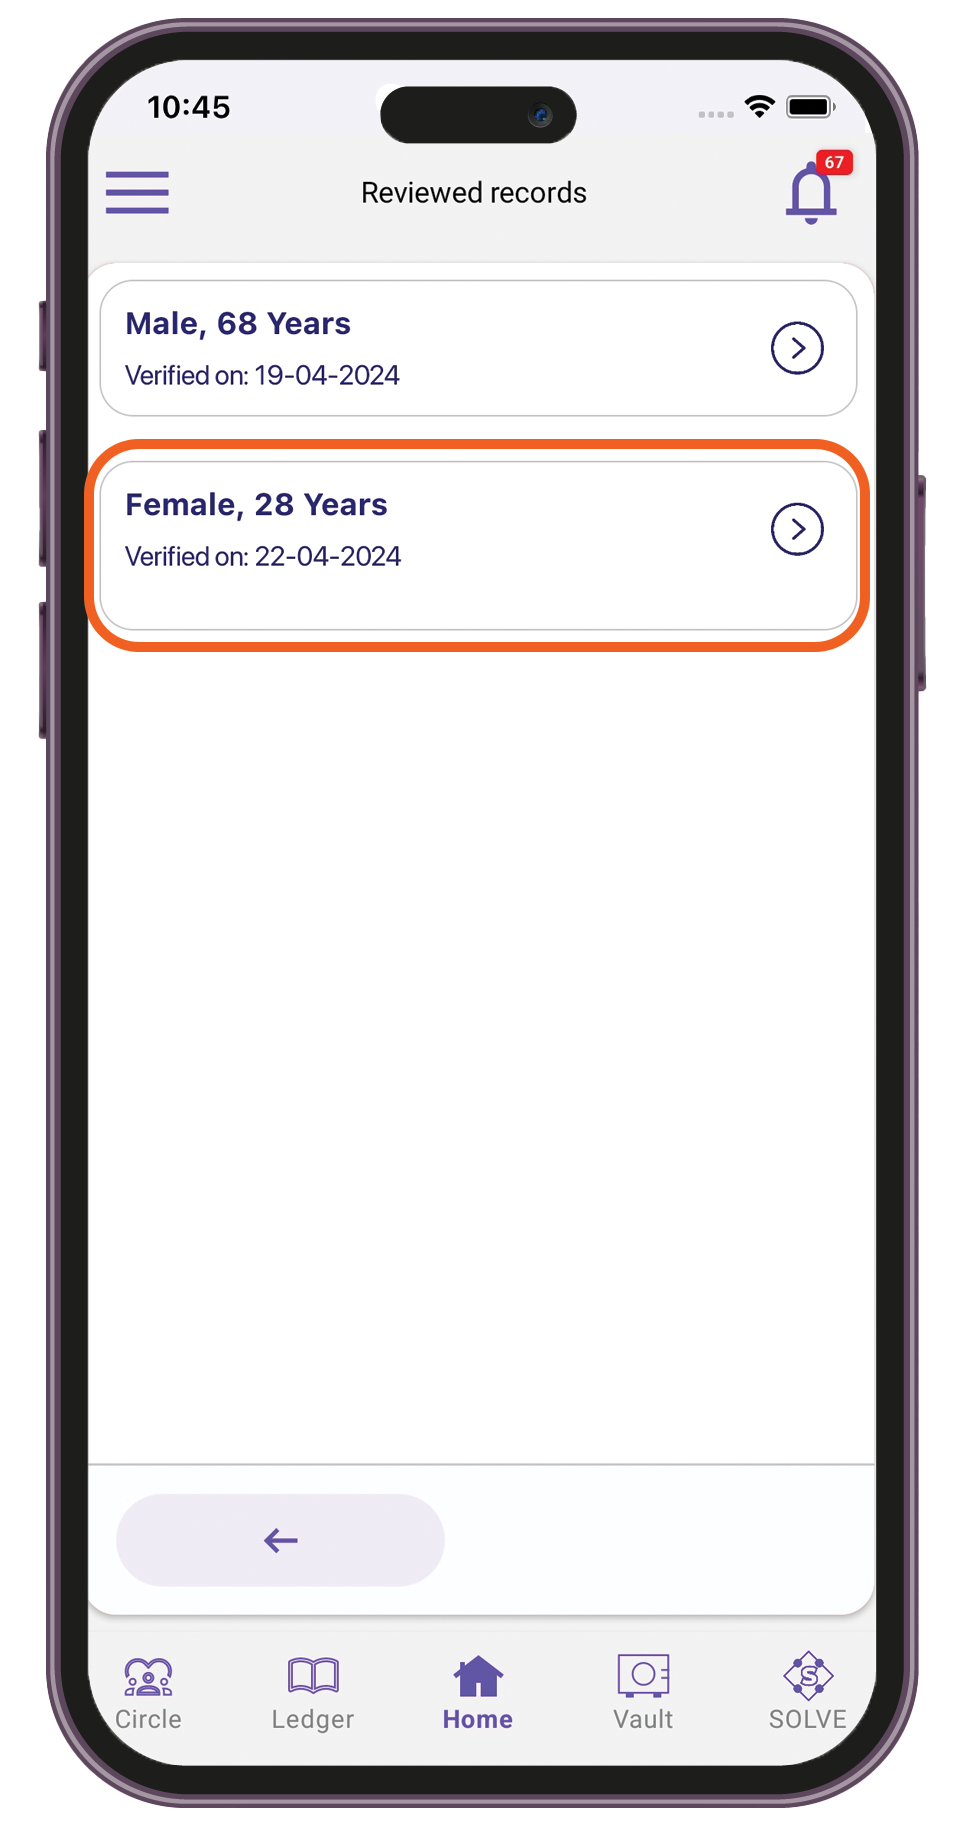 10:45
67
Reviewed records
Male, 68 Years
Verified on: 19-04-2024
Female, 28 Years
Verified on: 22-04-2024
Circle
Ledger
Home
Vault
S
SOLVE